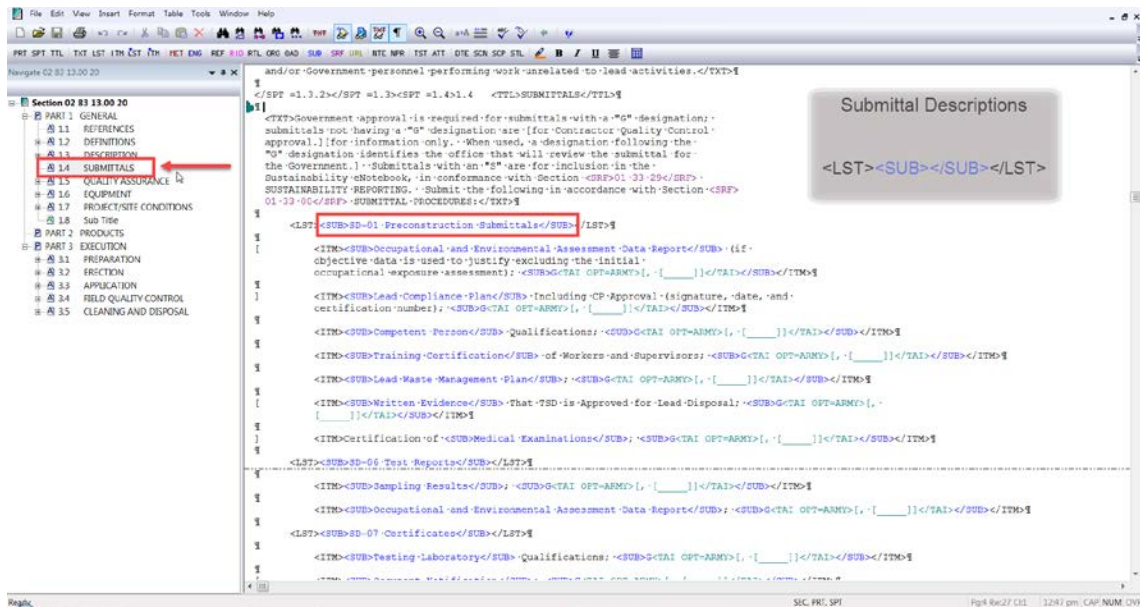 File Edit View Insert Format Table Tools Window Help
PRT SPT TTL TXT LST ITM LST ITM MET ENG REF RID RTL ORG OAD SUB SRF URL NTE NPR TST ATT DTE SCN SCP STL B I U
Navigate 02 83 13.00 20
Section 02 83 13.00 20
PART 1 GENERAL
1.1 REFERENCES
1.2 DEFINITIONS
1.3 DESCRIPTION
1.4 SUBMITTALS
1.5 QUALITY ASSURANCE
1.6 EQUIPMENT
1.7 PROJECT/SITE CONDITIONS
1.8 Sub Title
PART 2 PRODUCTS
PART 3 EXECUTION
3.1 PREPARATION
3.2 ERECTION
3.3 APPLICATION
3.4 FIELD QUALITY CONTROL
3.5 CLEANING AND DISPOSAL
and/or·Government·personnel·performing·work·unrelated·to·lead·activities.</TXT>¶
¶
</SPT =1.3.2></SPT =1.3><SPT =1.4>1.4 <TTL>SUBMITTALS</TTL>¶
¶
<TXT>Government·approval·is·required·for·submittals·with·a·"G"·designation;·
submittals·not·having·a·"G"·designation·are·[for·Contractor·Quality·Control·
approval.][for·information·only.··When·used,·a·designation·following·the·
"G"·designation·identifies·the·office·that·will·review·the·submittal·for·
the·Government.]··Submittals·with·an·"S"·are·for·inclusion·in·the·
Sustainability·eNotebook,·in·conformance·with·Section·<SRF>01·33·29</SRF>·
SUSTAINABILITY·REPORTING.··Submit·the·following·in·accordance·with·Section·<SRF>
01·33·00</SRF>·SUBMITTAL·PROCEDURES:</TXT>¶
¶
<LST><SUB>SD-01·Preconstruction·Submittals</SUB></LST>¶
¶
[ <ITM><SUB>Occupational·and·Environmental·Assessment·Data·Report</SUB>·(if·
objective·data·is·used·to·justify·excluding·the·initial·
occupational·exposure·assessment);·<SUB>G<TAI OPT=ARMY>[,·[_____]]</TAI></SUB></ITM>¶
¶
] <ITM><SUB>Lead·Compliance·Plan</SUB>·Including·CP·Approval·(signature,·date,·and·
certification·number);·<SUB>G<TAI OPT=ARMY>[,·[_____]]</TAI></SUB></ITM>¶
¶
<ITM><SUB>Competent·Person</SUB>·Qualifications;·<SUB>G<TAI OPT=ARMY>[,·[_____]]</TAI></SUB></ITM>¶
¶
<ITM><SUB>Training·Certification</SUB>·of·Workers·and·Supervisors;·<SUB>G<TAI OPT=ARMY>[,·[_____]]</TAI></SUB></ITM>¶
¶
<ITM><SUB>Lead·Waste·Management·Plan</SUB>;·<SUB>G<TAI OPT=ARMY>[,·[_____]]</TAI></SUB></ITM>¶
¶
[ <ITM><SUB>Written·Evidence</SUB>·That·TSD·is·Approved·for·Lead·Disposal;·<SUB>G<TAI OPT=ARMY>[,·
[_____]]</TAI></SUB></ITM>¶
¶
] <ITM>Certification·of·<SUB>Medical·Examinations</SUB>;·<SUB>G<TAI OPT=ARMY>[,·[_____]]</TAI></SUB></ITM>¶
¶
<LST><SUB>SD-06·Test·Reports</SUB></LST>¶
¶
<ITM><SUB>Sampling·Results</SUB>;·<SUB>G<TAI OPT=ARMY>[,·[_____]]</TAI></SUB></ITM>¶
¶
<ITM><SUB>Occupational·and·Environmental·Assessment·Data·Report</SUB>;·<SUB>G<TAI OPT=ARMY>[,·[_____]]</TAI></SUB></ITM>¶
¶
<LST><SUB>SD-07·Certificates</SUB></LST>¶
¶
<ITM><SUB>Testing·Laboratory</SUB>·Qualifications;·<SUB>G<TAI OPT=ARMY>[,·[_____]]</TAI></SUB></ITM>¶
¶
Submittal Descriptions
<LST><SUB></SUB></LST>
Ready
SEC, PRT, SPT
12:47 pm CAP NUM OVR